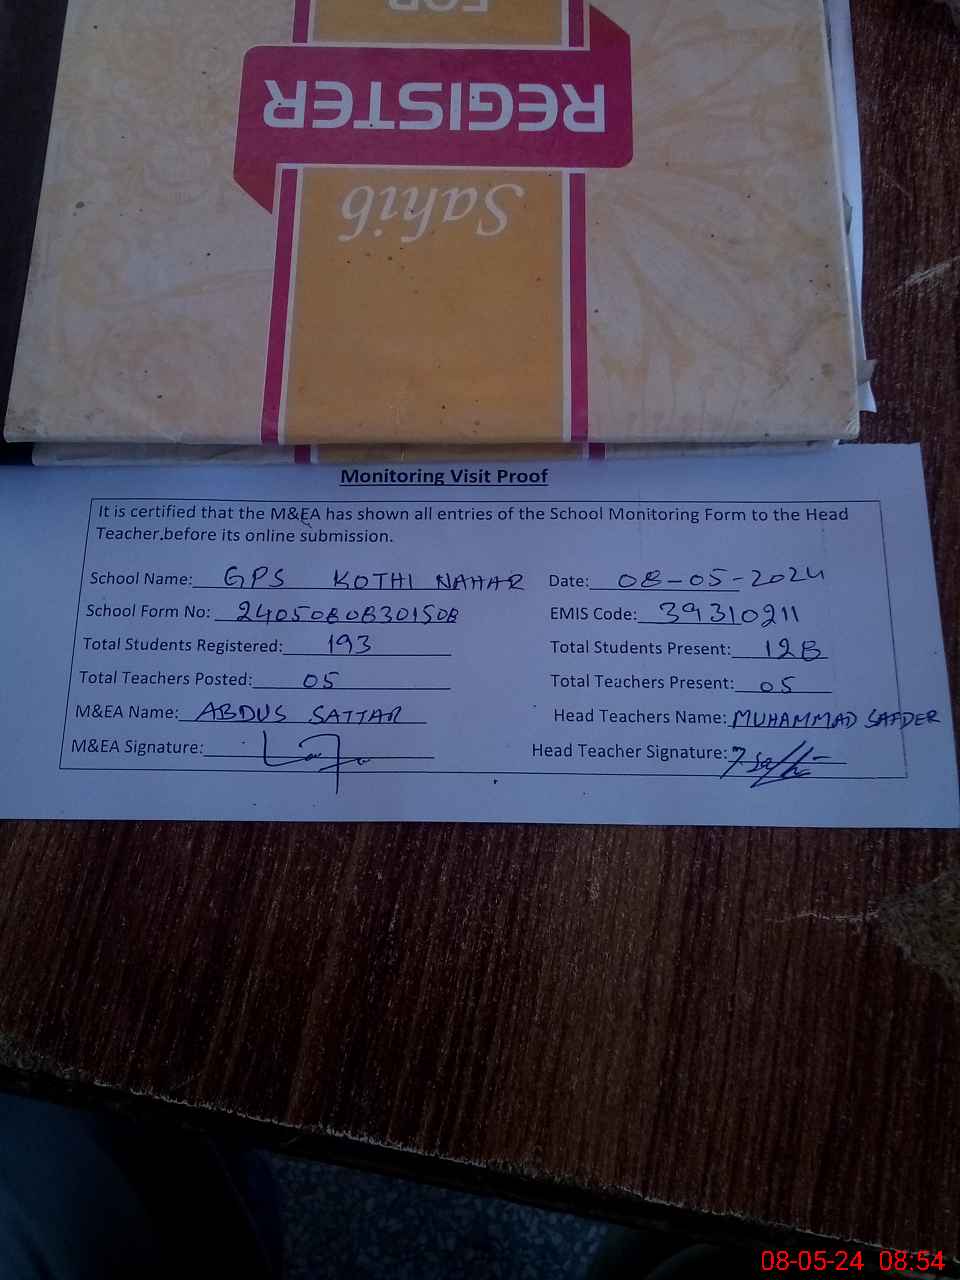 FOR
REGISTER
Sahib
Monitoring Visit Proof
It is certified that the M&EA has shown all entries of the School Monitoring Form to the Head
Teacher.before its online submission.
School Name: GPS KOTHI NAHAR Date: 08-05-2024
School Form No: 24050808301508 EMIS Code: 39310211
Total Students Registered: 193 Total Students Present: 128
Total Teachers Posted: 05 Total Teachers Present: 05
M&EA Name: ABDUS SATTAR Head Teachers Name: MUHAMMAD SAFDER
M&EA Signature: Head Teacher Signature:
08-05-24 08:54